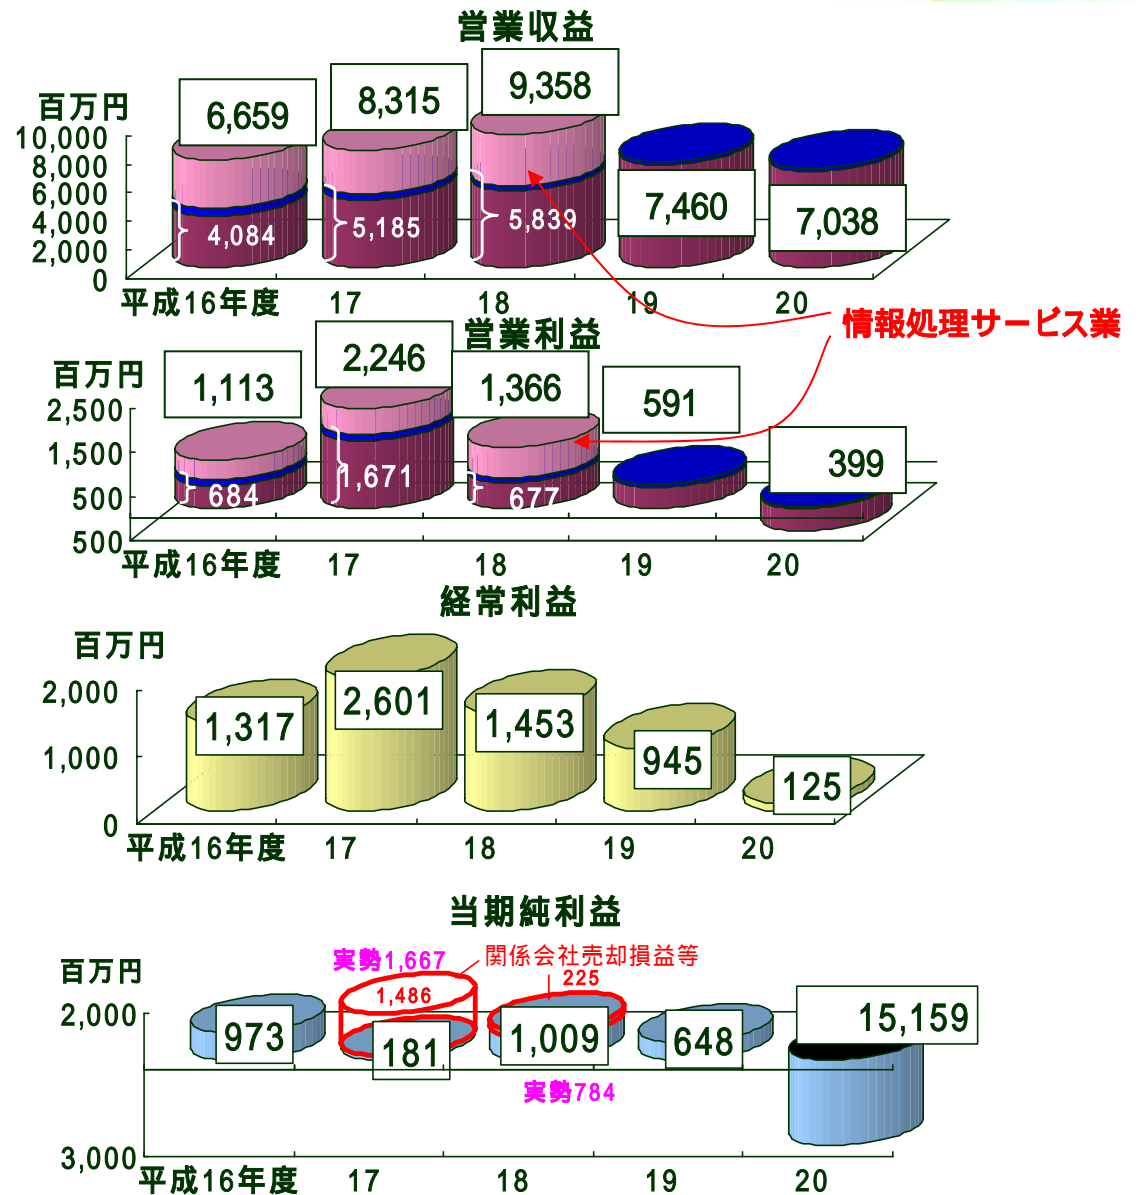 営業収益
百万円
6,659
8,315
9,358
7,460
7,038
10,000
8,000
6,000
4,000
2,000
0
4,084
5,185
5,839
平成16年度 17 18 19 20
情報処理サービス業
営業利益
百万円
1,113
2,246
1,366
591
399
2,500
1,500
500
500
684
1,671
677
平成16年度 17 18 19 20
経常利益
百万円
2,000
1,000
0
1,317
2,601
1,453
945
125
平成16年度 17 18 19 20
当期純利益
百万円
実勢1,667
関係会社売却損益等
1,486
225
2,000
973
181
1,009
648
15,159
実勢784
3,000
平成16年度 17 18 19 20